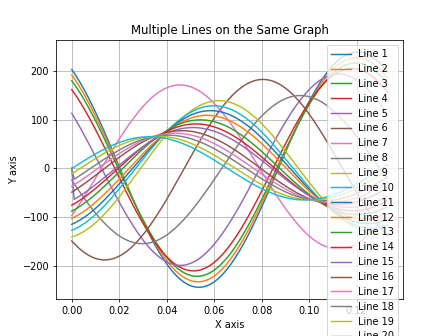 Multiple Lines on the Same Graph
Y axis
200
100
0
−100
−200
0.00
0.02
0.04
0.06
0.08
0.10
X axis
Line 1
Line 2
Line 3
Line 4
Line 5
Line 6
Line 7
Line 8
Line 9
Line 10
Line 11
Line 12
Line 13
Line 14
Line 15
Line 16
Line 17
Line 18
Line 19
Line 20